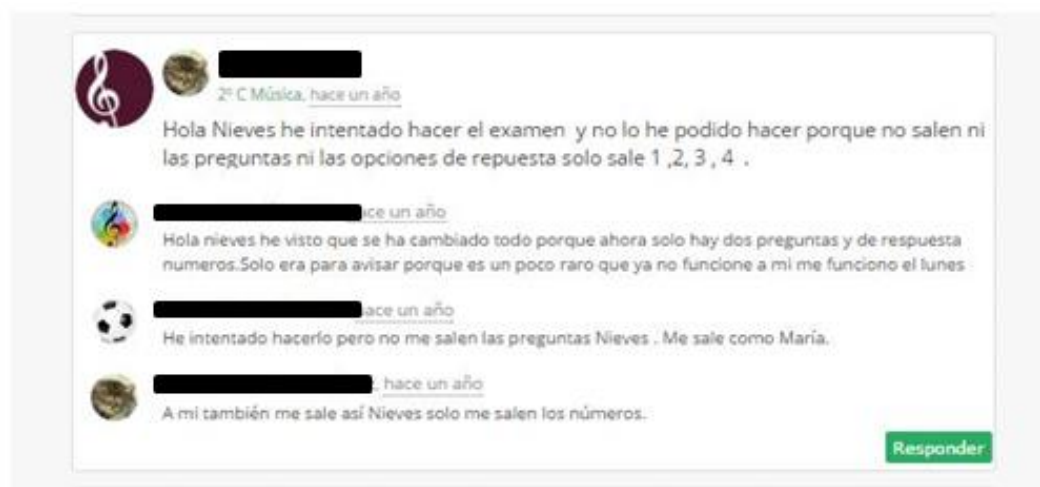 2º C Música, hace un año
Hola Nieves he intentado hacer el examen y no lo he podido hacer porque no salen ni
las preguntas ni las opciones de repuesta solo sale 1 ,2, 3 , 4 .
ce un año
Hola nieves he visto que se ha cambiado todo porque ahora solo hay dos preguntas y de respuesta
numeros.Solo era para avisar porque es un poco raro que ya no funcione a mi me funciono el lunes
ace un año
He intentado hacerlo pero no me salen las preguntas Nieves . Me sale como María.
hace un año
A mi también me sale así Nieves solo me salen los números.
Responder